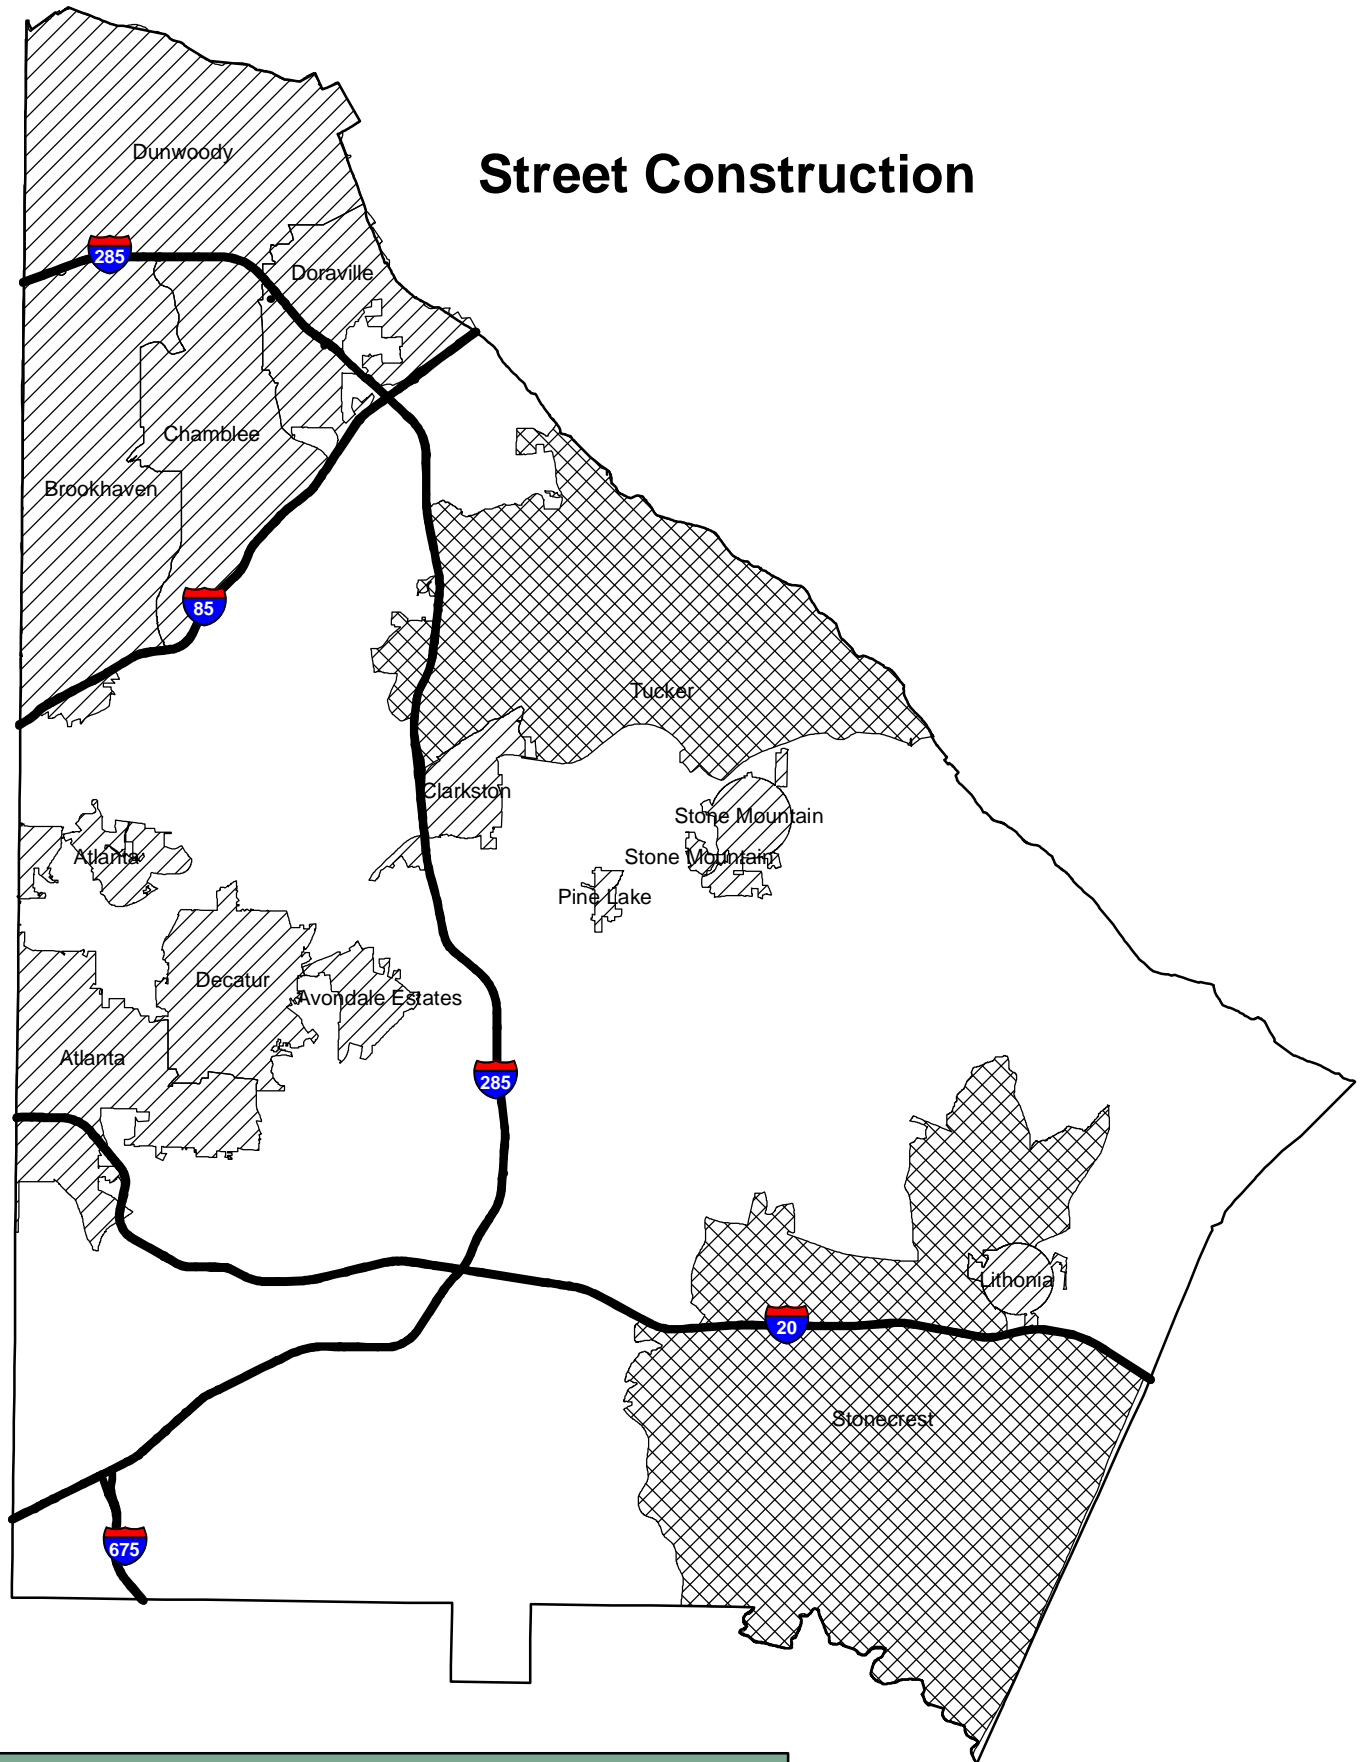 Dunwoody
Street Construction
285
Doraville
Chamblee
Brookhaven
85
Tucker
Clarkston
Stone Mountain
Atlanta
Stone Mountain
Pine Lake
Decatur
Avondale Estates
Atlanta
285
Lithonia
20
Stonecrest
675